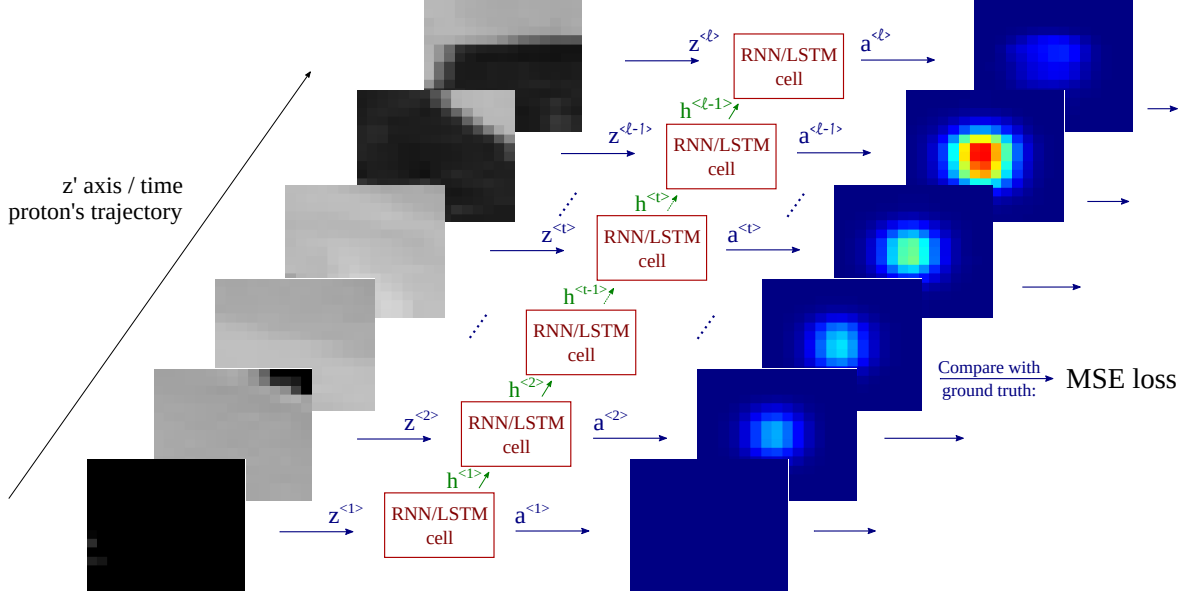 z<ℓ>
RNN/LSTM
cell
a<ℓ>
h<ℓ-1>
z<ℓ-1>
RNN/LSTM
cell
a<ℓ-1>
z' axis / time
proton's trajectory
h<t>
z<t>
RNN/LSTM
cell
a<t>
h<t-1>
RNN/LSTM
cell
Compare with
ground truth:
MSE loss
h<2>
z<2>
RNN/LSTM
cell
a<2>
h<1>
z<1>
RNN/LSTM
cell
a<1>